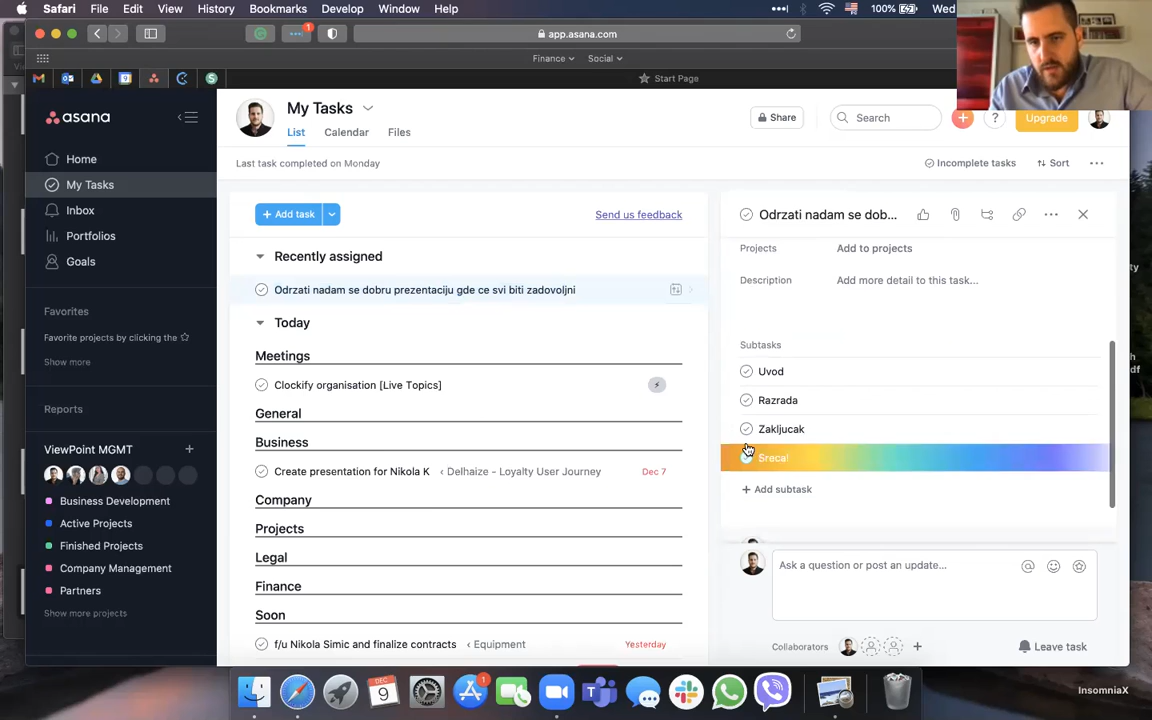 Safari File Edit View History Bookmarks Develop Window Help 100% Wed
1
app.asana.com
Finance Social
Start Page
asana
Home
My Tasks
Inbox
Portfolios
Goals
Favorites
Favorite projects by clicking the
Show more
Reports
ViewPoint MGMT
Business Development
Active Projects
Finished Projects
Company Management
Partners
Show more projects
My Tasks
List Calendar Files
Share
Search
?
Upgrade
Last task completed on Monday
Incomplete tasks
Sort
Add task
Send us feedback
Recently assigned
Odrzati nadam se dobru prezentaciju gde ce svi biti zadovoljni
Today
Meetings
Clockify organisation [Live Topics]
General
Business
Create presentation for Nikola K ‹ Delhaize - Loyalty User Journey Dec 7
Company
Projects
Legal
Finance
Soon
f/u Nikola Simic and finalize contracts ‹ Equipment Yesterday
Odrzati nadam se dob...
Projects Add to projects
Description Add more detail to this task...
Subtasks
Uvod
Razrada
Zakljucak
Sreca!
+ Add subtask
Ask a question or post an update...
Collaborators
Leave task
DEC
9
1
InsomniaX